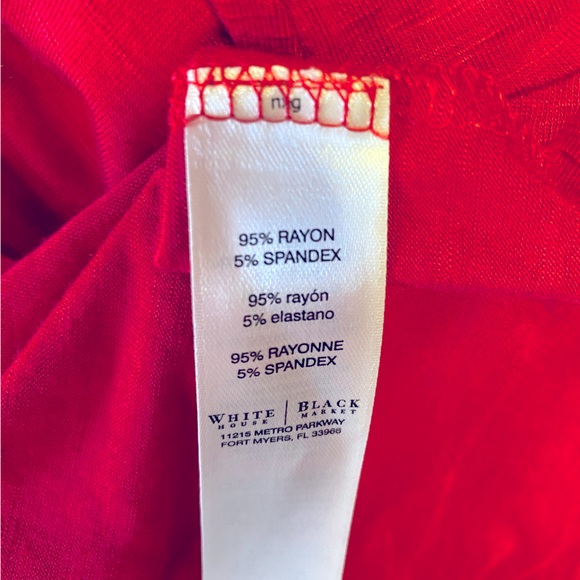 95% RAYON
5% SPANDEX
95% rayón
5% elastano
95% RAYONNE
5% SPANDEX
WHITE | BLACK
HOUSE MARKET
11215 METRO PARKWAY
FORT MYERS, FL 33966